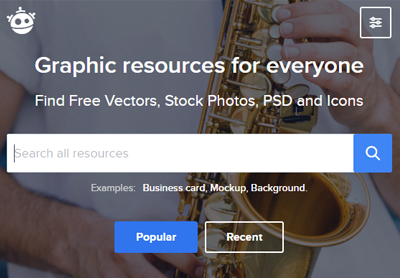 Graphic resources for everyone
Find Free Vectors, Stock Photos, PSD and Icons
Search all resources
Examples: Business card, Mockup, Background.
Popular
Recent